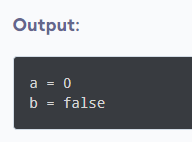 Output:
a = 0
b = false